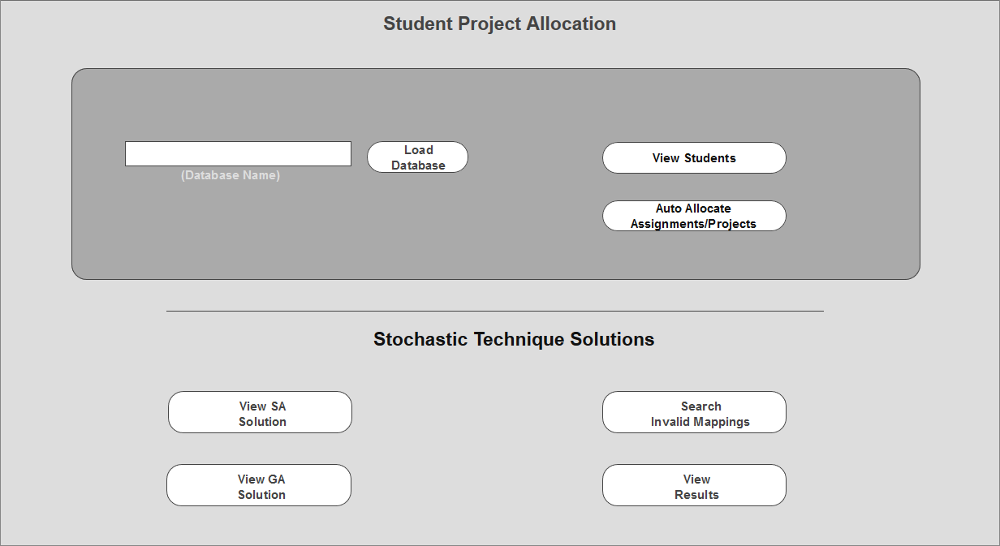 Student Project Allocation
Load
Database
(Database Name)
View Students
Auto Allocate
Assignments/Projects
Stochastic Technique Solutions
View SA
Solution
Search
Invalid Mappings
View GA
Solution
View
Results